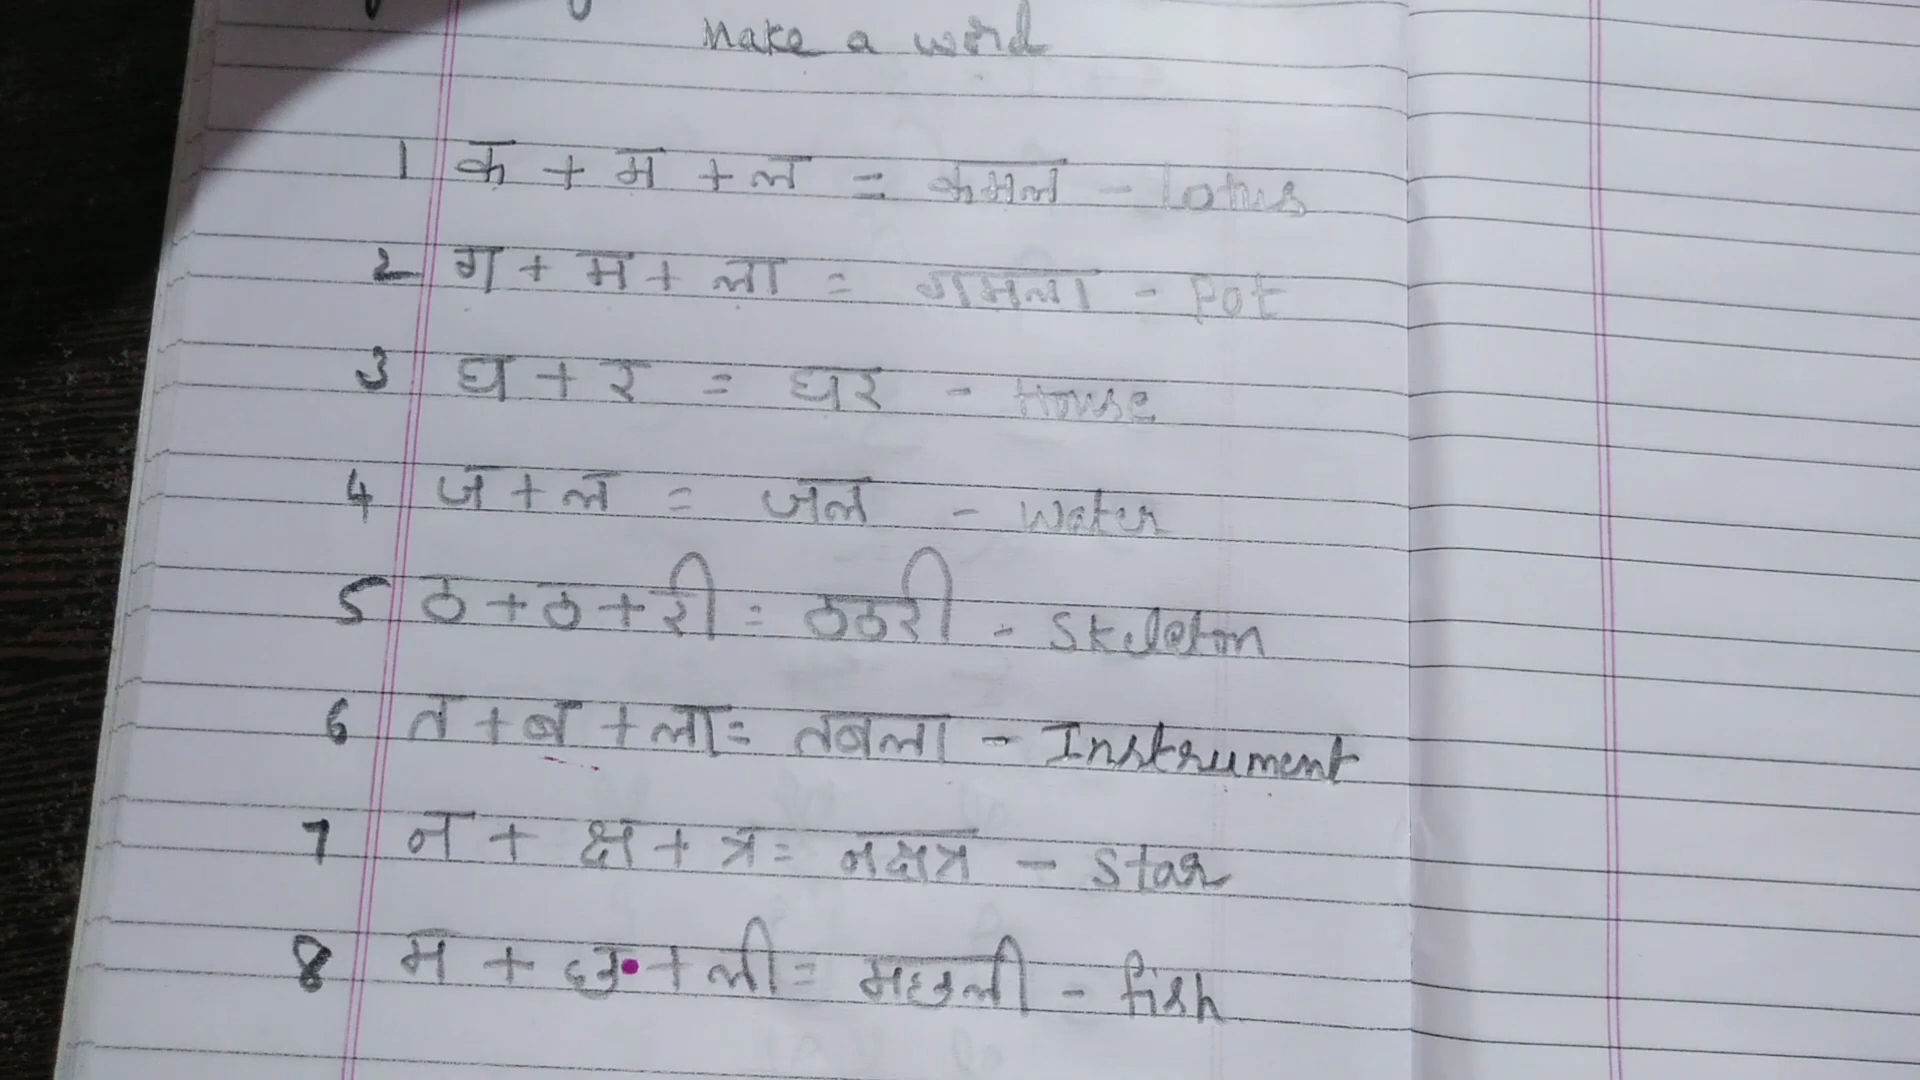 Make a word
1 क + म + ल = कमल - Lotus
2 ग + म + ला = गमला - Pot
3 घ + र = घर - House
4 ज + ल = जल - Water
5 ठ + ठ + री = ठठरी - Skeleton
6 त + ब + ला = तबला - Instrument
7 न + क्ष + त्र = नक्षत्र - Star
8 म + छ + ली = मछली - fish